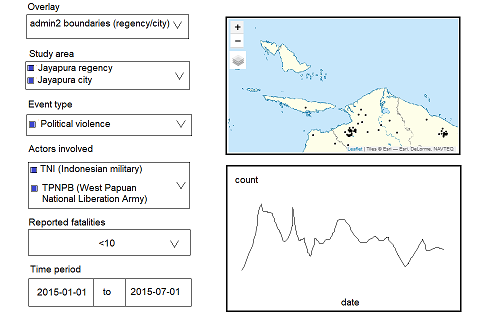 Overlay
admin2 boundaries (regency/city)
Study area
Jayapura regency
Jayapura city
Event type
Political violence
Actors involved
TNI (Indonesian military)
TPNPB (West Papuan
National Liberation Army)
Reported fatalities
<10
Time period
2015-01-01 to 2015-07-01
+
−
Leaflet | Tiles © Esri — Esri, DeLorme, NAVTEQ
count
date